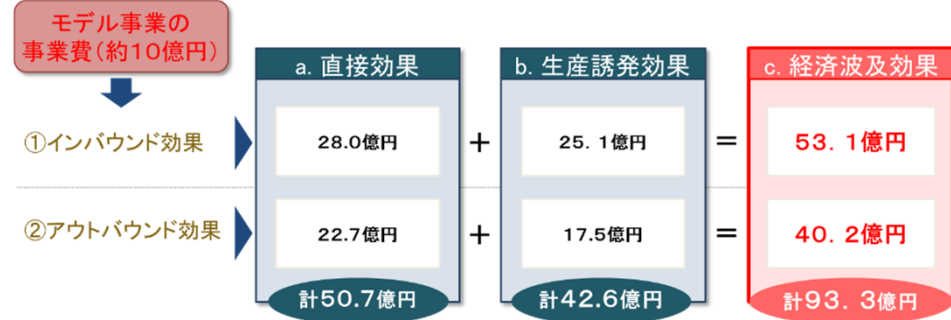 モデル事業の
事業費(約10億円)
a. 直接効果
b. 生産誘発効果
c. 経済波及効果
①インバウンド効果
28.0億円
+
25. 1億円
=
53. 1億円
②アウトバウンド効果
22.7億円
+
17.5億円
=
40. 2億円
計50.7億円
計42.6億円
計93. 3億円